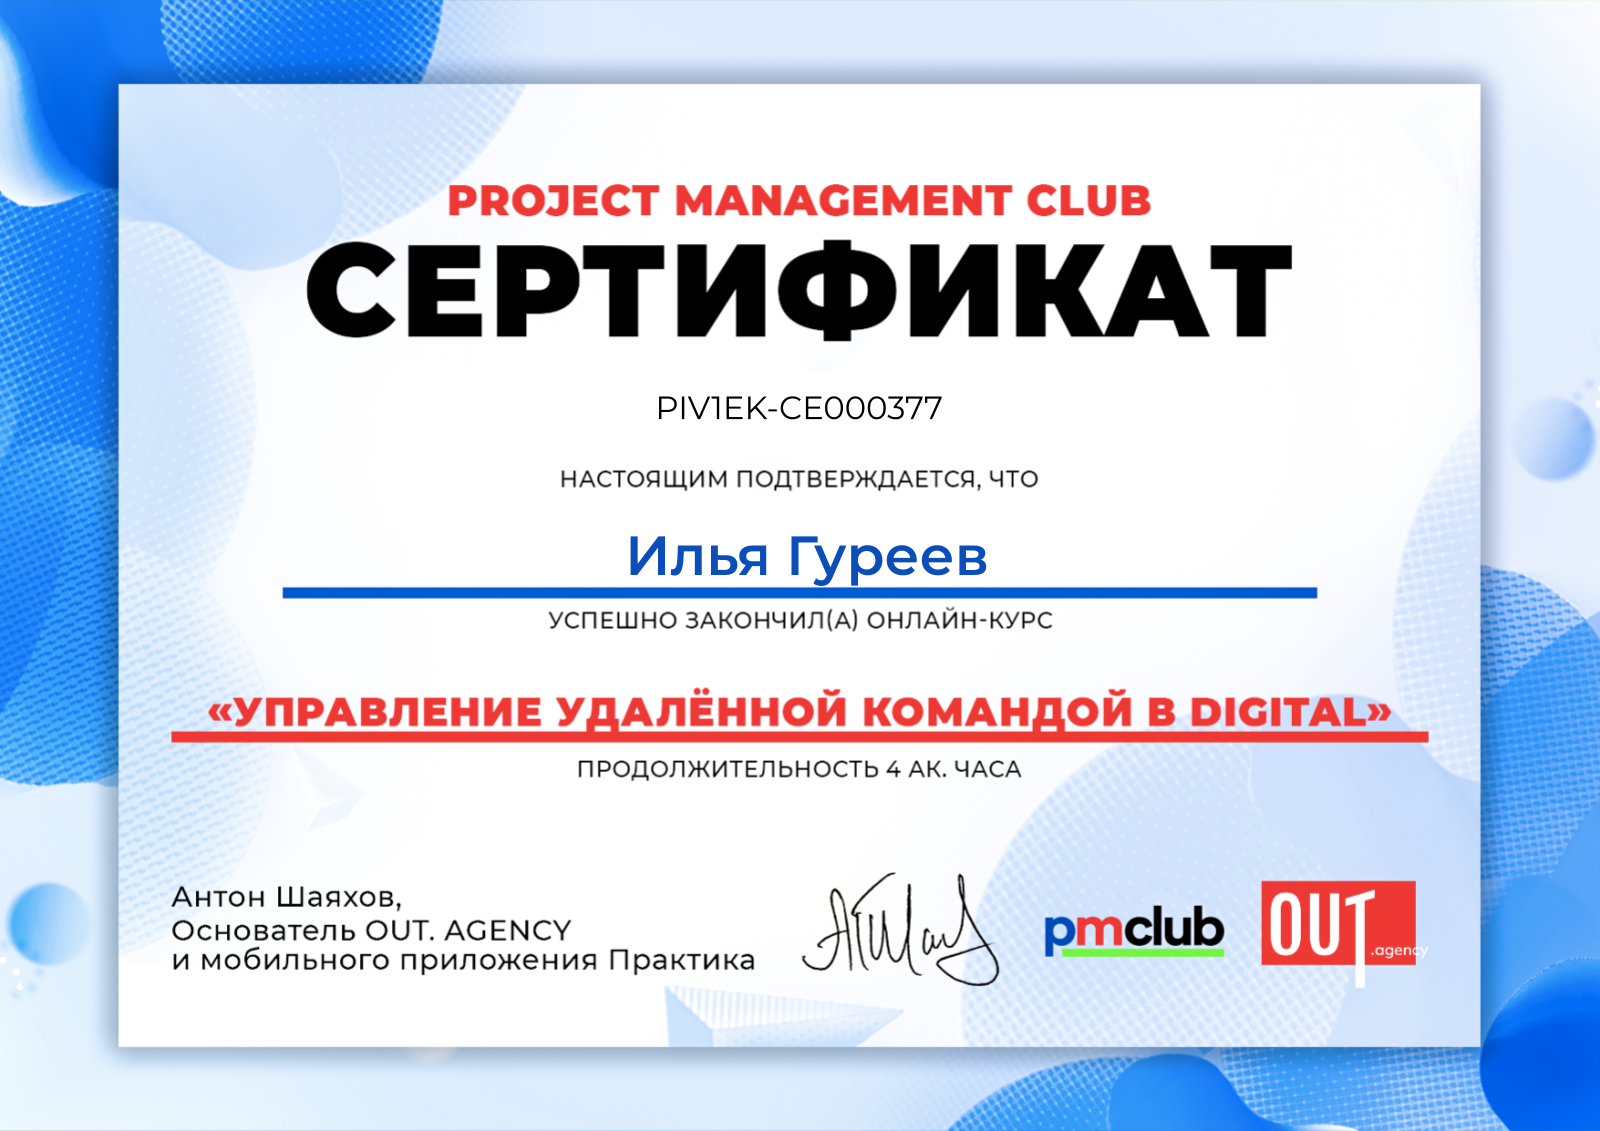 PROJECT MANAGEMENT CLUB
СЕРТИФИКАТ
PIV1EK-CE000377
НАСТОЯЩИМ ПОДТВЕРЖДАЕТСЯ, ЧТО
Илья Гуреев
УСПЕШНО ЗАКОНЧИЛ(А) ОНЛАЙН-КУРС
«УПРАВЛЕНИЕ УДАЛЁННОЙ КОМАНДОЙ В DIGITAL»
ПРОДОЛЖИТЕЛЬНОСТЬ 4 АК. ЧАСА
Антон Шаяхов,
Основатель OUT. AGENCY
и мобильного приложения Практика
pmclub
OUT
.agency